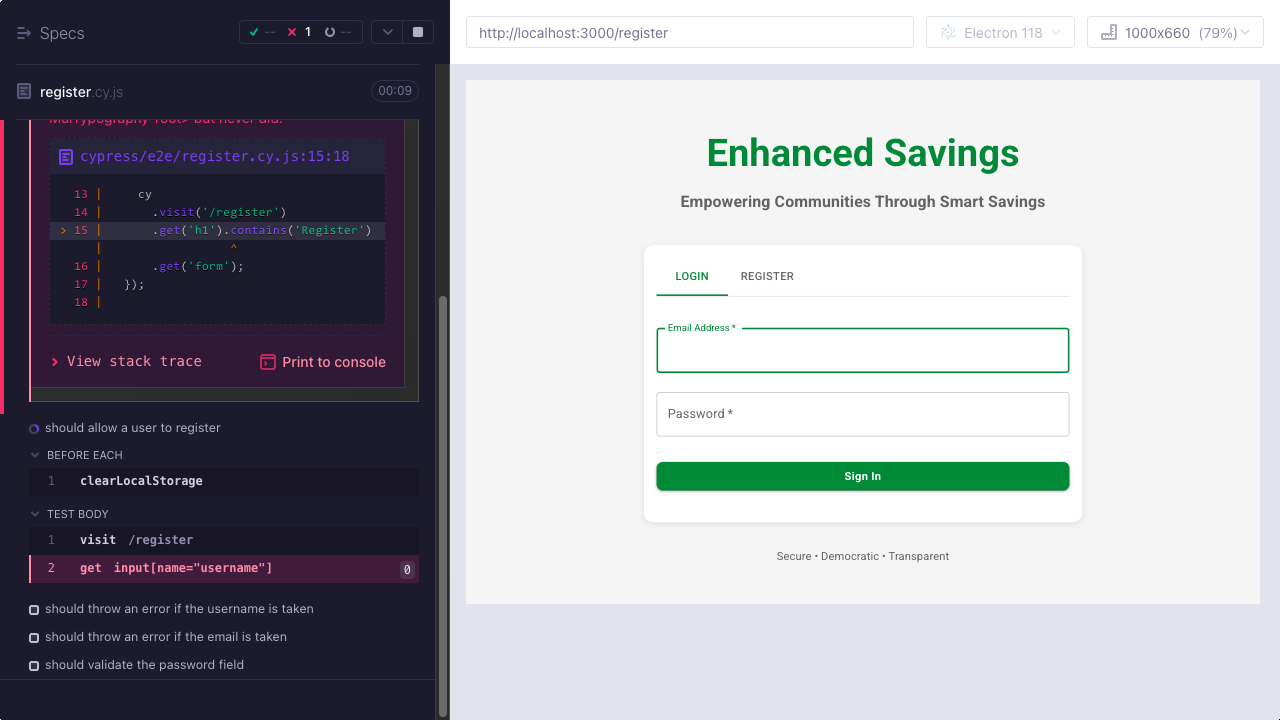 Specs
-- 1 --
register.cy.js
00:09
MuiTypography-root> but never did.
cypress/e2e/register.cy.js:15:18
13 | cy
14 | .visit('/register')
> 15 | .get('h1').contains('Register')
| ^
16 | .get('form');
17 | });
18 |
View stack trace
Print to console
should allow a user to register
BEFORE EACH
1 clearLocalStorage
TEST BODY
1 visit /register
2 get input[name="username"] 0
should throw an error if the username is taken
should throw an error if the email is taken
should validate the password field
http://localhost:3000/register
Electron 118
1000x660 (79%)
Enhanced Savings
Empowering Communities Through Smart Savings
LOGIN
REGISTER
Email Address *
Password *
Sign In
Secure • Democratic • Transparent